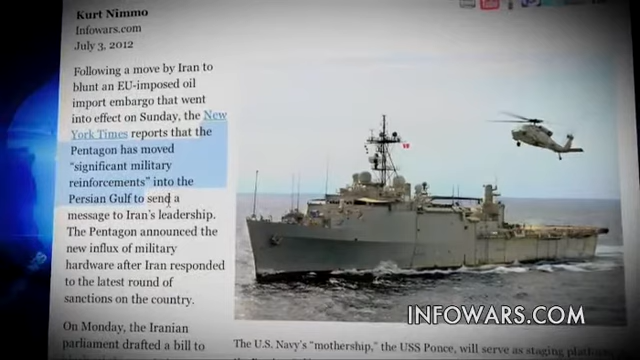 Kurt Nimmo
Infowars.com
July 3, 2012
Following a move by Iran to
blunt an EU-imposed oil
import embargo that went
into effect on Sunday, the New
York Times reports that the
Pentagon has moved
"significant military
reinforcements" into the
Persian Gulf to send a
message to Iran's leadership.
The Pentagon announced the
new influx of military
hardware after Iran responded
to the latest round of
sanctions on the country.
On Monday, the Iranian
parliament drafted a bill to
INFOWARS.COM
The U.S. Navy's "mothership," the USS Ponce, will serve as staging